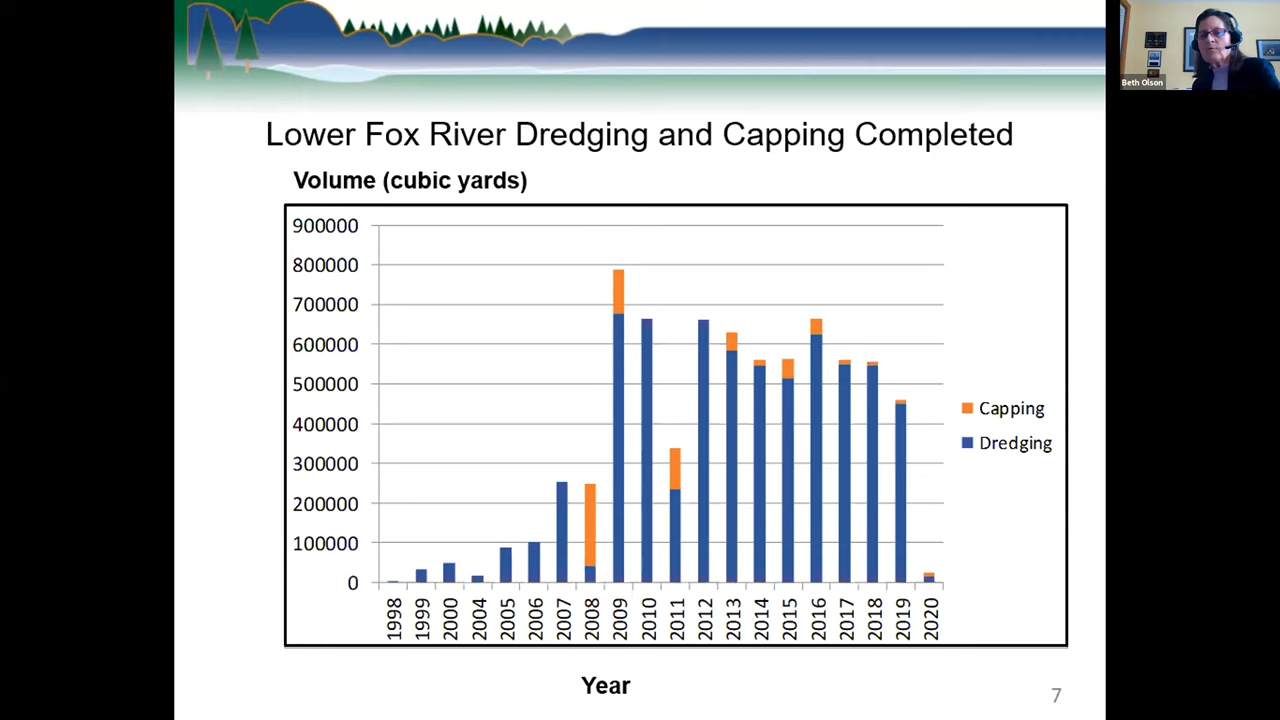 Beth Olson
Lower Fox River Dredging and Capping Completed
Volume (cubic yards)
900000
800000
700000
600000
500000
400000
300000
200000
100000
0
Capping
Dredging
1998 1999 2000 2004 2005 2006 2007 2008 2009 2010 2011 2012 2013 2014 2015 2016 2017 2018 2019 2020
Year
7